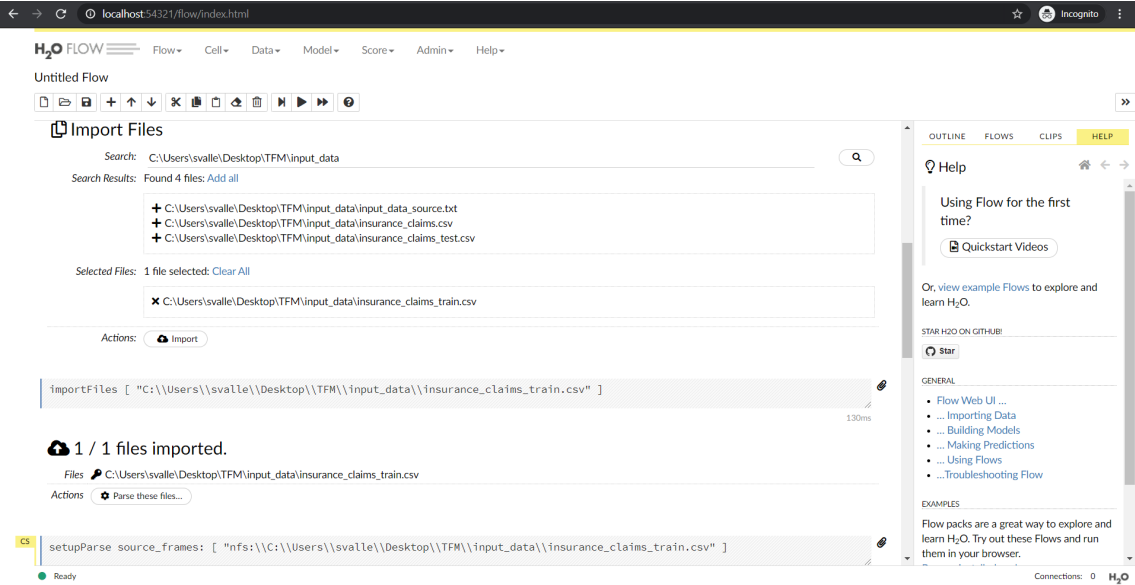 localhost:54321/flow/index.html
Incognito
H2O FLOW Flow Cell Data Model Score Admin Help
Untitled Flow
Import Files
Search: C:\Users\svalle\Desktop\TFM\input_data
Search Results: Found 4 files: Add all
C:\Users\svalle\Desktop\TFM\input_data\input_data_source.txt
C:\Users\svalle\Desktop\TFM\input_data\insurance_claims.csv
C:\Users\svalle\Desktop\TFM\input_data\insurance_claims_test.csv
Selected Files: 1 file selected: Clear All
C:\Users\svalle\Desktop\TFM\input_data\insurance_claims_train.csv
Actions: Import
importFiles [ "C:\\Users\\svalle\\Desktop\\TFM\\input_data\\insurance_claims_train.csv" ]
130ms
1 / 1 files imported.
Files C:\Users\svalle\Desktop\TFM\input_data\insurance_claims_train.csv
Actions Parse these files...
CS
setupParse source_frames: [ "nfs:\\C:\\Users\\svalle\\Desktop\\TFM\\input_data\\insurance_claims_train.csv" ]
OUTLINE FLOWS CLIPS HELP
Help
Using Flow for the first
time?
Quickstart Videos
Or, view example Flows to explore and
learn H2O.
STAR H2O ON GITHUB!
Star
GENERAL
Flow Web UI ...
... Importing Data
... Building Models
... Making Predictions
... Using Flows
...Troubleshooting Flow
EXAMPLES
Flow packs are a great way to explore and
learn H2O. Try out these Flows and run
them in your browser.
Ready
Connections: 0 H2O